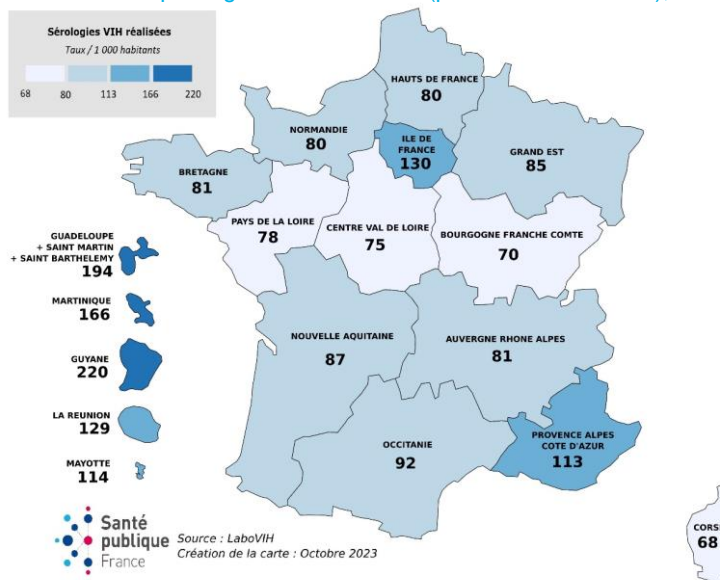 Sérologies VIH réalisées
Taux / 1 000 habitants
68 80 113 166 220
HAUTS DE FRANCE
80
NORMANDIE
80
ILE DE
FRANCE
130
GRAND EST
85
BRETAGNE
81
PAYS DE LA LOIRE
78
CENTRE VAL DE LOIRE
75
BOURGOGNE FRANCHE COMTE
70
GUADELOUPE
+ SAINT MARTIN
+ SAINT BARTHELEMY
194
MARTINIQUE
166
GUYANE
220
LA REUNION
129
MAYOTTE
114
NOUVELLE AQUITAINE
87
AUVERGNE RHONE ALPES
81
OCCITANIE
92
PROVENCE ALPES
COTE D'AZUR
113
CORS
68
Santé
publique
France
Source : LaboVIH
Création de la carte : Octobre 2023